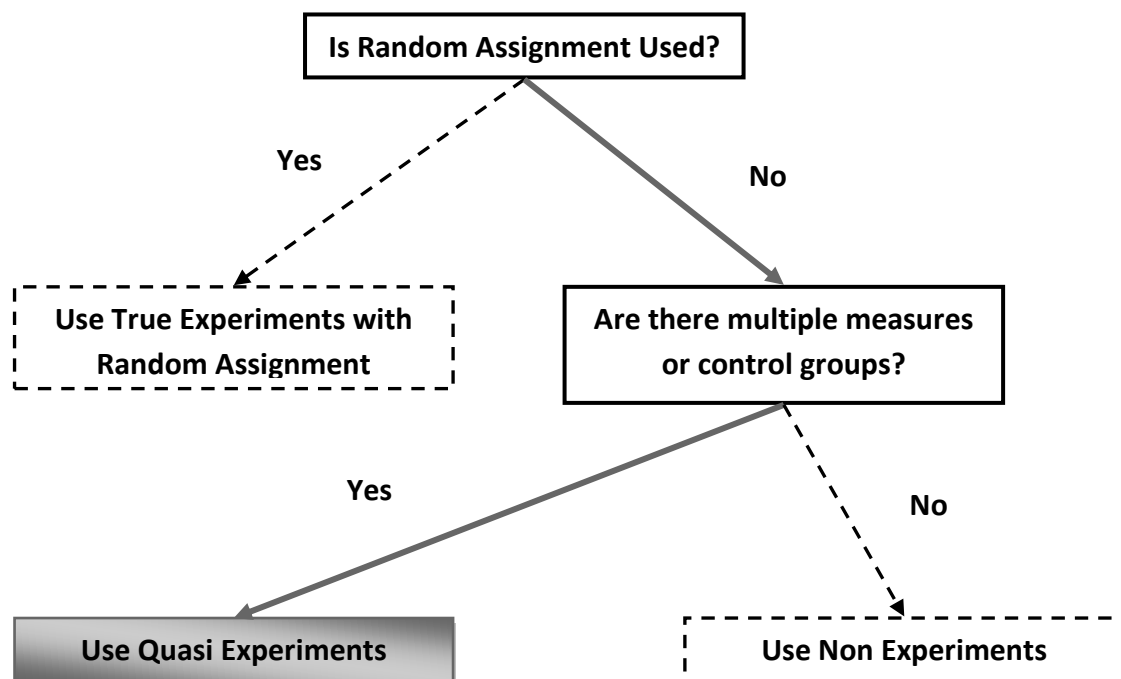 Is Random Assignment Used?
Yes
No
Use True Experiments with
Random Assignment
Are there multiple measures
or control groups?
Yes
No
Use Quasi Experiments
Use Non Experiments